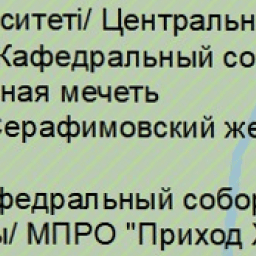 ситеті/ Центральн
Кафедральный со
ная мечеть
Серафимовский же
федральный собор
ы/ МПРО "Приход